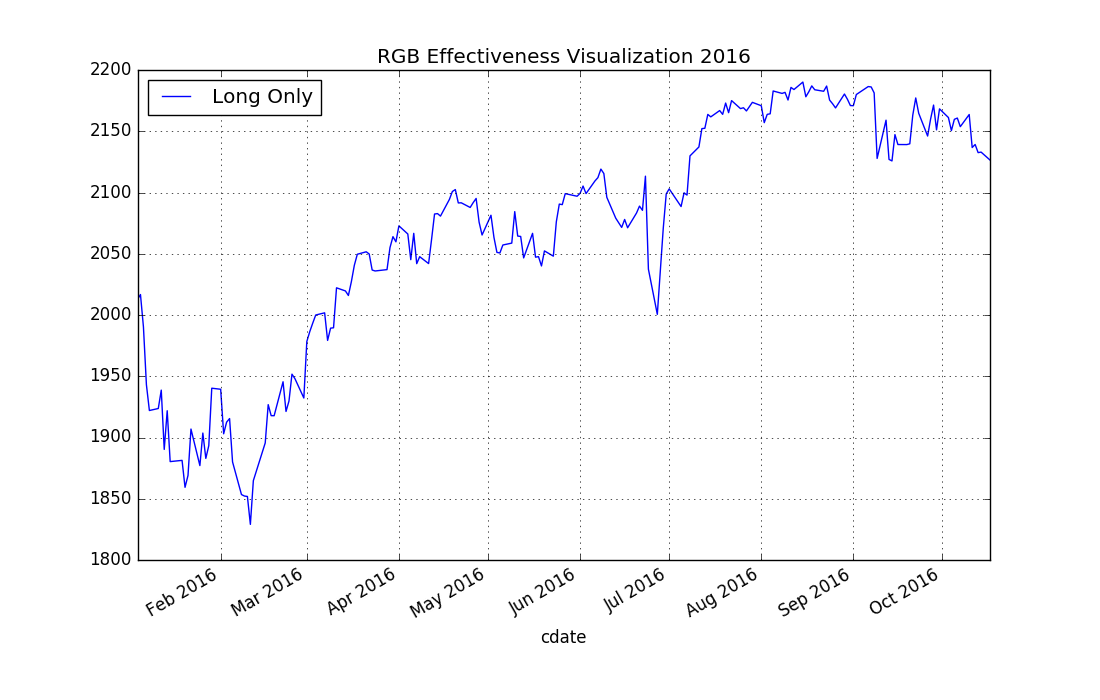 RGB Effectiveness Visualization 2016
Long Only
2200
2150
2100
2050
2000
1950
1900
1850
1800
Feb 2016
Mar 2016
Apr 2016
May 2016
Jun 2016
Jul 2016
Aug 2016
Sep 2016
Oct 2016
cdate